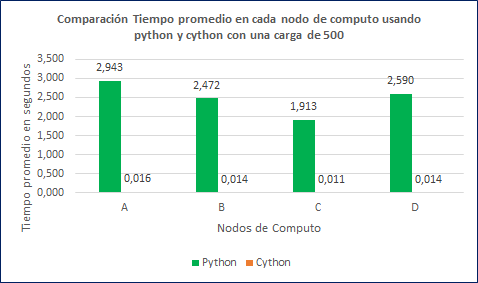 Comparación Tiempo promedio en cada nodo de computo usando
python y cython con una carga de 500
Tiempo promedio en segundos
3,500
3,000
2,500
2,000
1,500
1,000
0,500
0,000
2,943
0,016
2,472
0,014
1,913
0,011
2,590
0,014
A
B
C
D
Nodos de Computo
Python
Cython